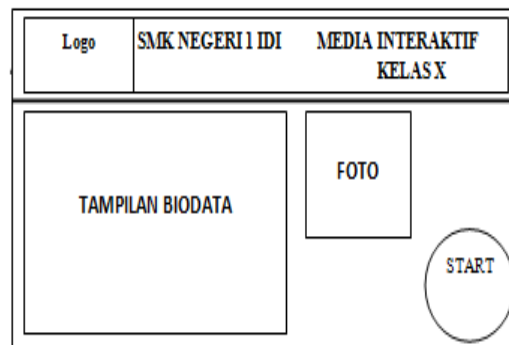 Logo SMK NEGERI 1 IDI MEDIA INTERAKTIF
KELAS X
FOTO
TAMPILAN BIODATA
START